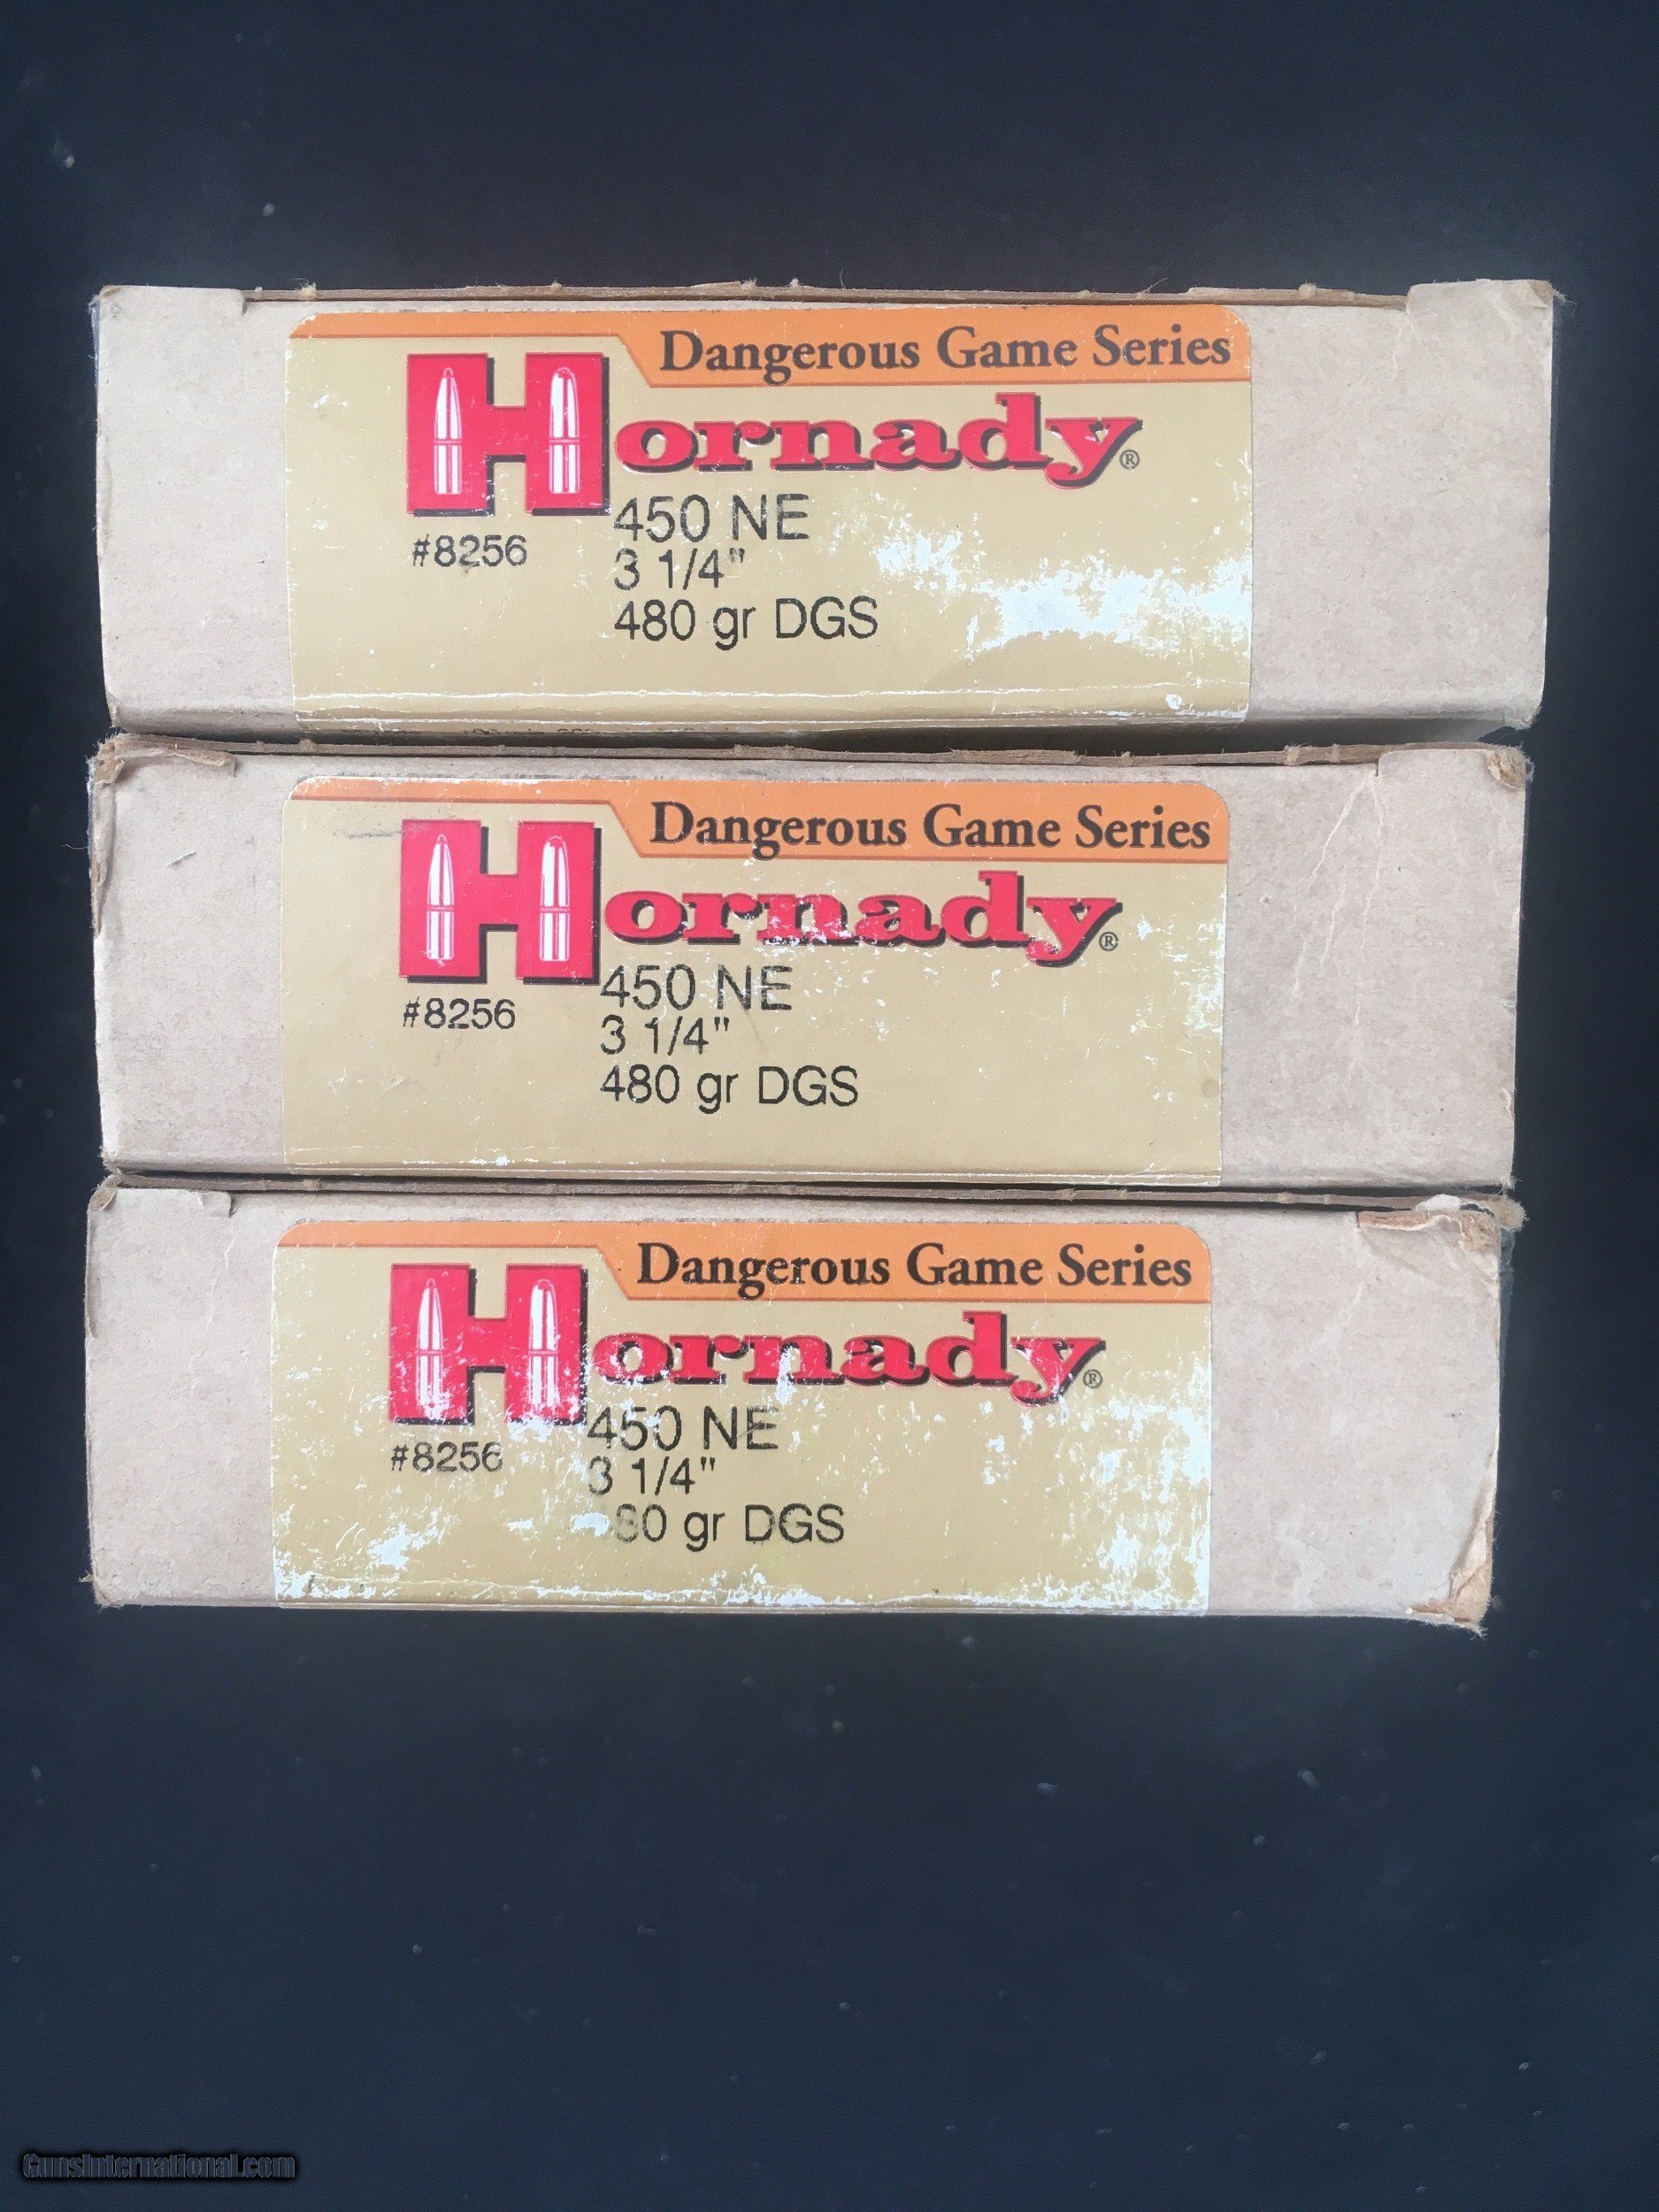 Dangerous Game Series
Hornady®
#8256
450 NE
3 1/4"
480 gr DGS
Dangerous Game Series
Hornady®
#8256
450 NE
3 1/4"
480 gr DGS
Dangerous Game Series
Hornady®
#8256
450 NE
3 1/4"
80 gr DGS
GunsInternational.com